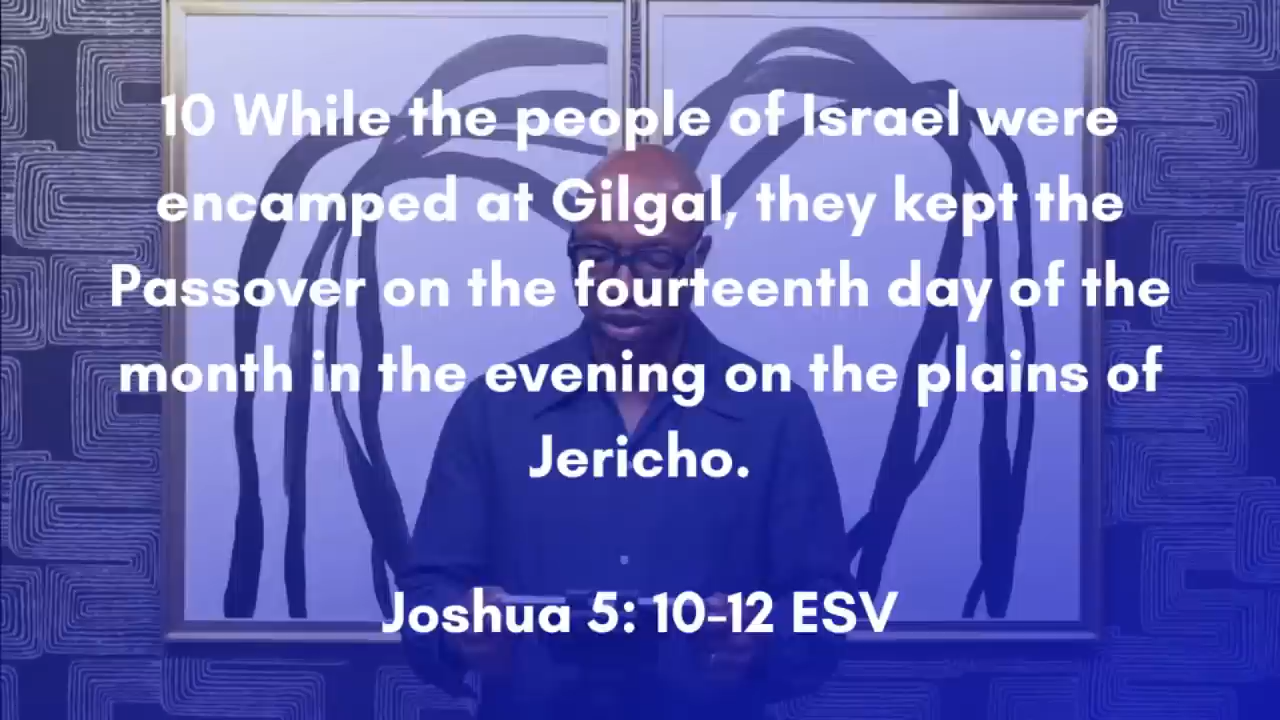 10 While the people of Israel were
encamped at Gilgal, they kept the
Passover on the fourteenth day of the
month in the evening on the plains of
Jericho.
Joshua 5: 10-12 ESV